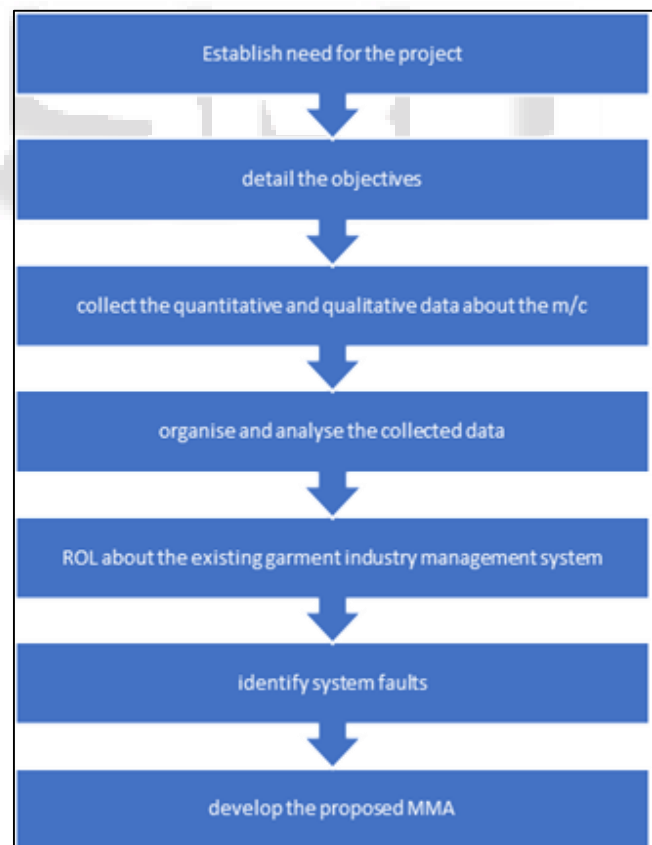 Establish need for the project
detail the objectives
collect the quantitative and qualitative data about the m/c
organise and analyse the collected data
ROL about the existing garment industry management system
identify system faults
develop the proposed MMA